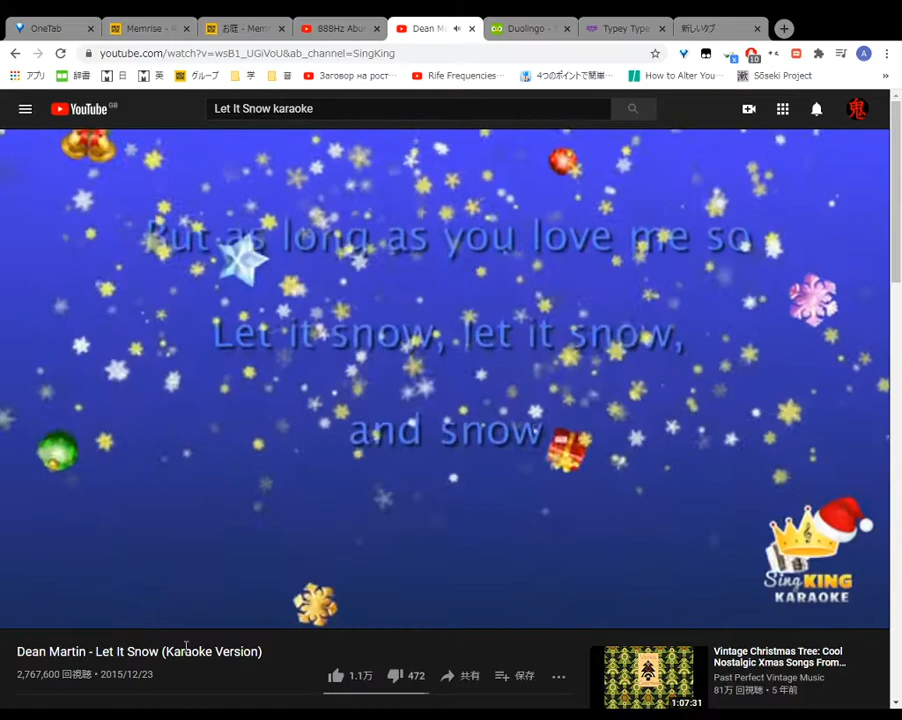 OneTab
Memrise -
お荘 - Memr
888Hz Abu
Dean M
Duolingo -
Typey Type
新しいタブ
youtube.com/watch?v=wsB1_UGiVoU&ab_channel=SingKing
10
A
アプリ
辞書
日
英
グループ
学
音
Заговор на рост...
Rife Frequencies...
4つのポイントで簡単...
How to Alter You...
Sōseki Project
YouTube GB
Let It Snow karaoke
鬼
But as long as you love me so
Let it snow, let it snow,
and snow
Sing KING
KARAOKE
Dean Martin - Let It Snow (Karaoke Version)
2,767,600 回視聴・2015/12/23
1.1万
472
共有
保存
1:07:31
Vintage Christmas Tree: Cool
Nostalgic Xmas Songs From...
Past Perfect Vintage Music
81万 回視聴・5 年前